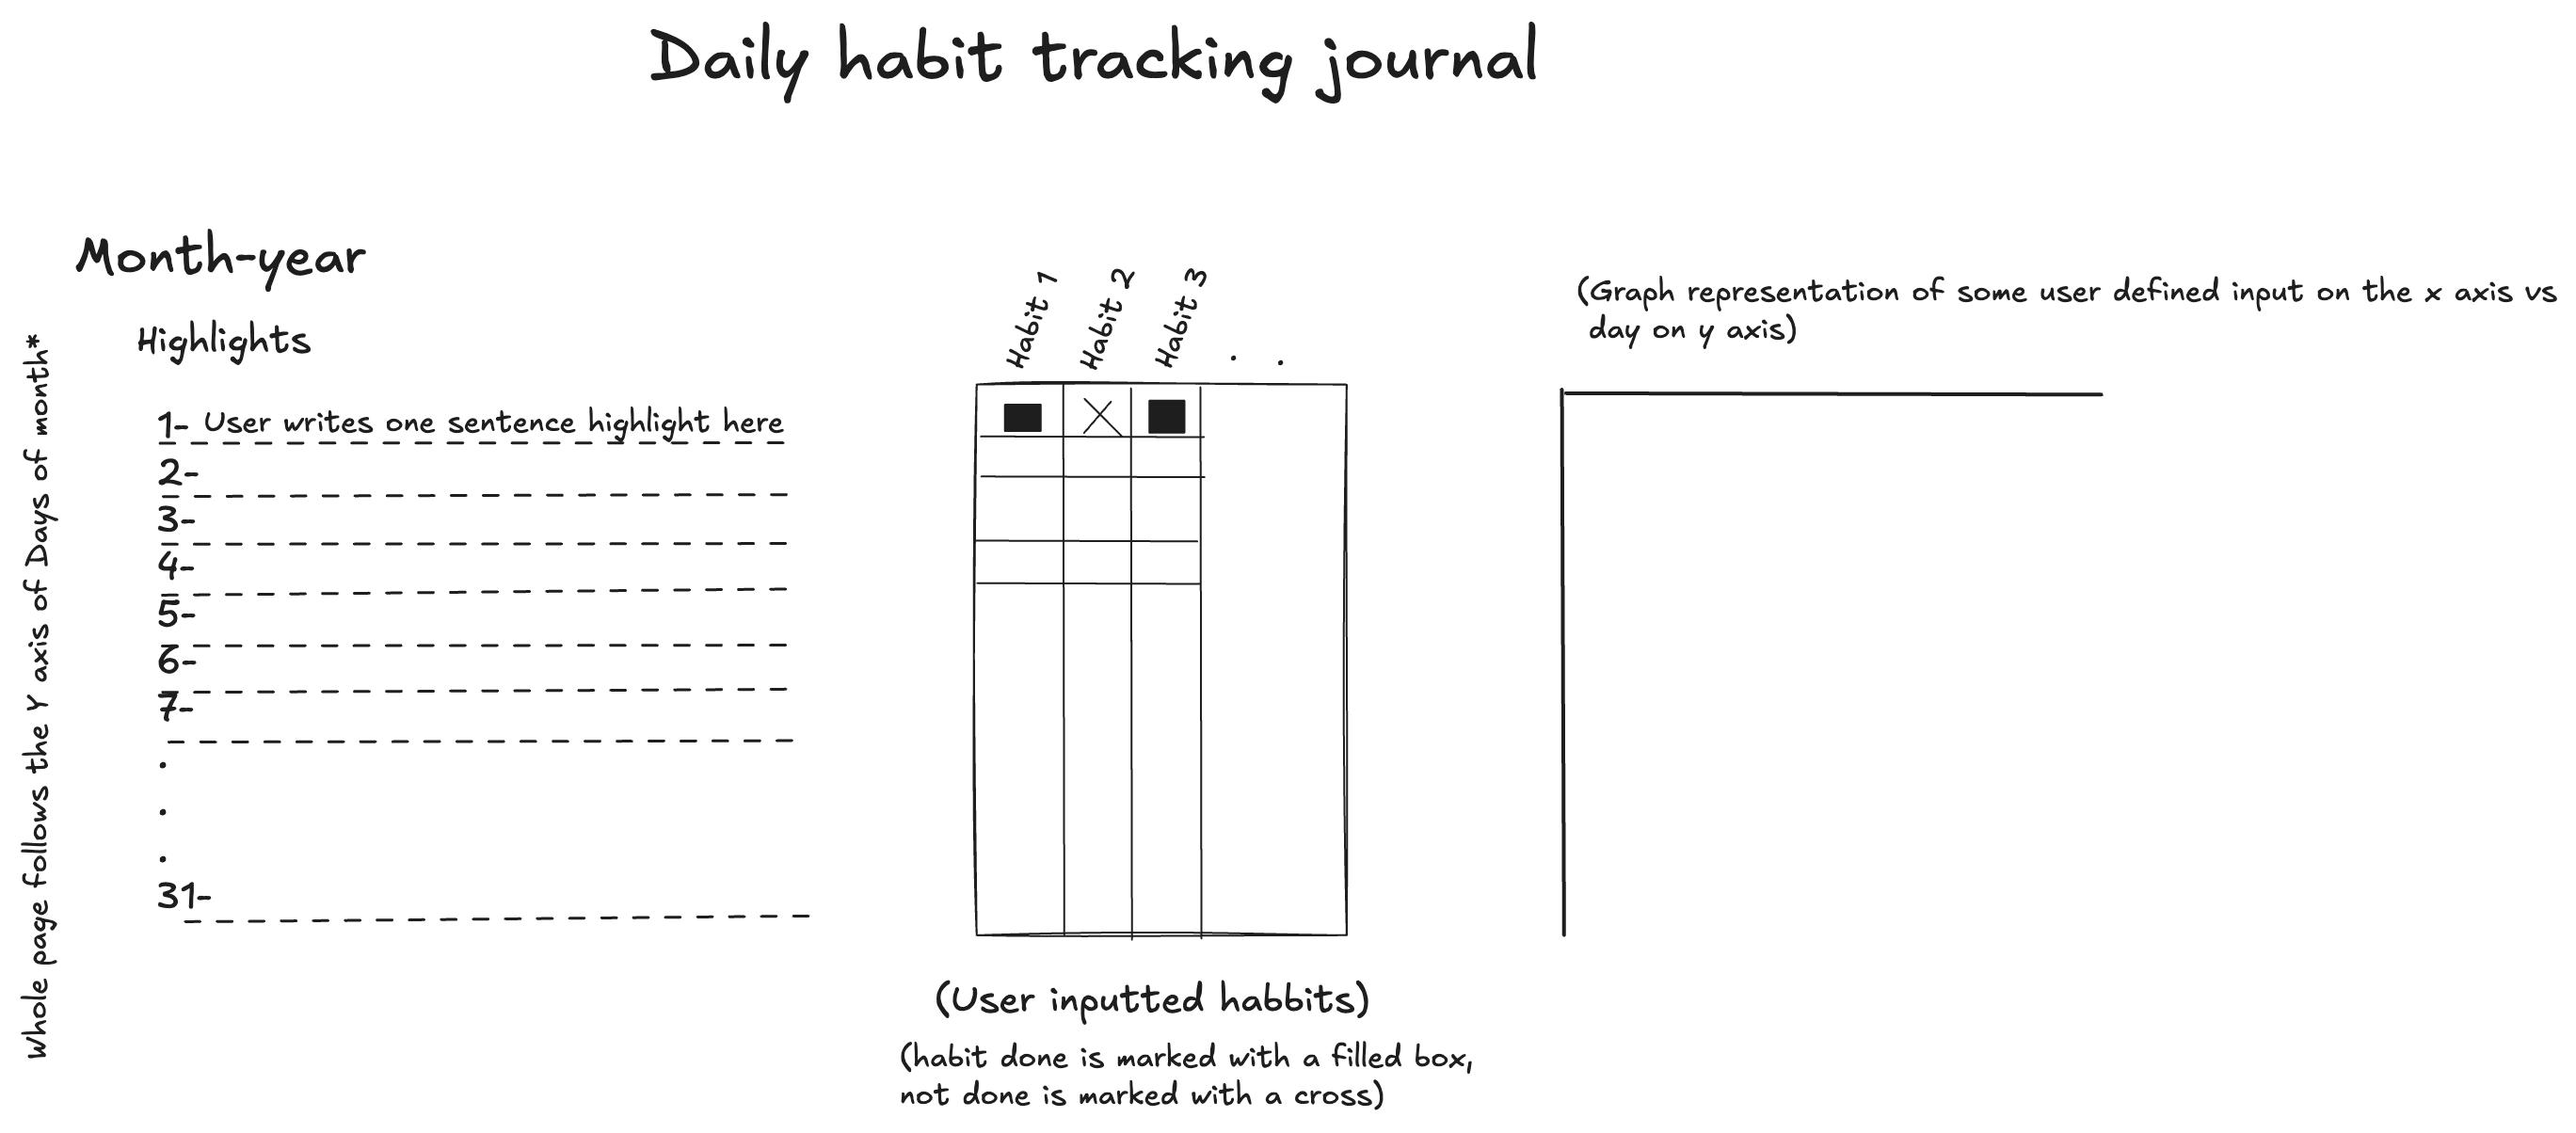 Daily habit tracking journal
Month-year
Highlights
Whole page follows the Y axis of Days of month*
1- User writes one sentence highlight here
2-
3-
4-
5-
6-
7-
.
.
.
31-
Habit 1
Habit 2
Habit 3
. .
(User inputted habbits)
(habit done is marked with a filled box,
not done is marked with a cross)
(Graph representation of some user defined input on the x axis vs
day on y axis)